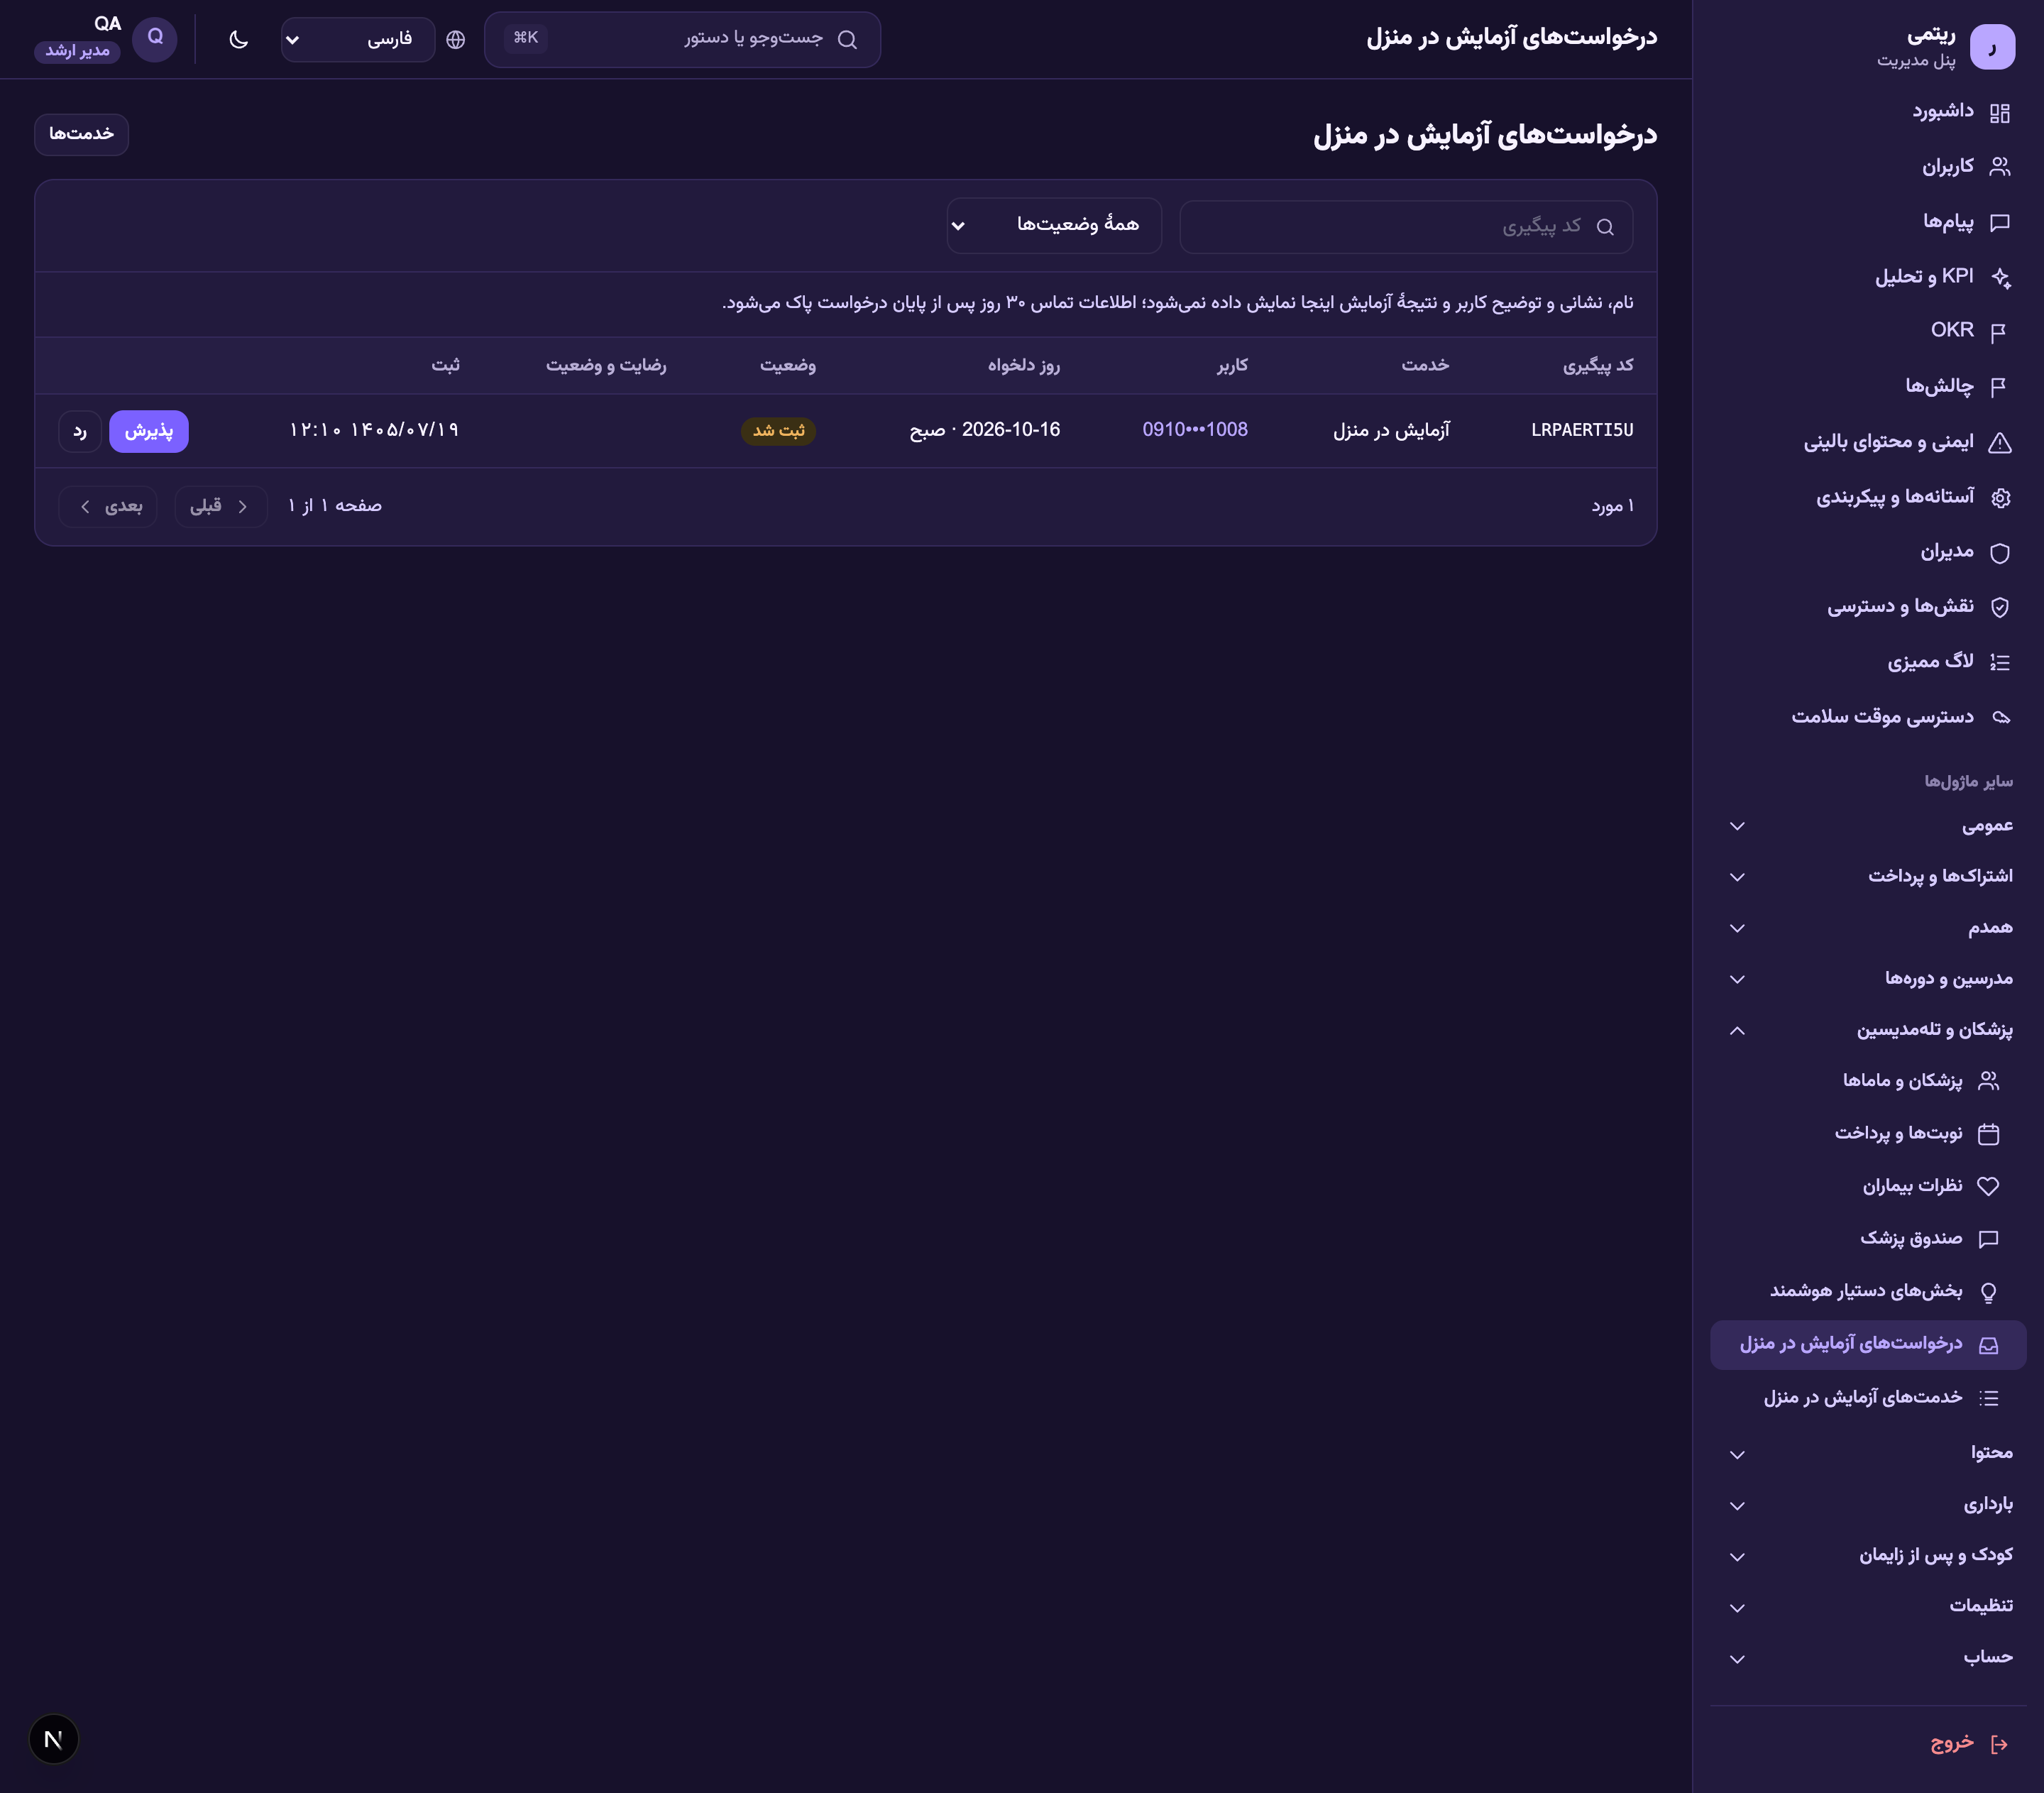 ر
ریتمی
پنل مدیریت
داشبورد
کاربران
پیام‌ها
KPI و تحلیل
OKR
چالش‌ها
ایمنی و محتوای بالینی
آستانه‌ها و پیکربندی
مدیران
نقش‌ها و دسترسی
لاگ ممیزی
دسترسی موقت سلامت
سایر ماژول‌ها
عمومی
اشتراک‌ها و پرداخت
همدم
مدرسین و دوره‌ها
پزشکان و تله‌مدیسین
پزشکان و ماماها
نوبت‌ها و پرداخت
نظرات بیماران
صندوق پزشک
بخش‌های دستیار هوشمند
درخواست‌های آزمایش در منزل
خدمت‌های آزمایش در منزل
محتوا
بارداری
کودک و پس از زایمان
تنظیمات
حساب
خروج
درخواست‌های آزمایش در منزل
جست‌وجو یا دستور
⌘K
فارسی
Q
QA
مدیر ارشد
درخواست‌های آزمایش در منزل
خدمت‌ها
کد پیگیری
همهٔ وضعیت‌ها
نام، نشانی و توضیح کاربر و نتیجهٔ آزمایش اینجا نمایش داده نمی‌شود؛ اطلاعات تماس ۳۰ روز پس از پایان درخواست پاک می‌شود.
کد پیگیری خدمت کاربر روز دلخواه وضعیت رضایت و وضعیت ثبت
LRPAERTI5U آزمایش در منزل 0910•••1008 2026-10-16 · صبح ثبت شد ۱۴۰۵/۰۷/۱۹ ۱۲:۱۰ پذیرش رد
۱ مورد
صفحه ۱ از ۱
قبلی
بعدی
N